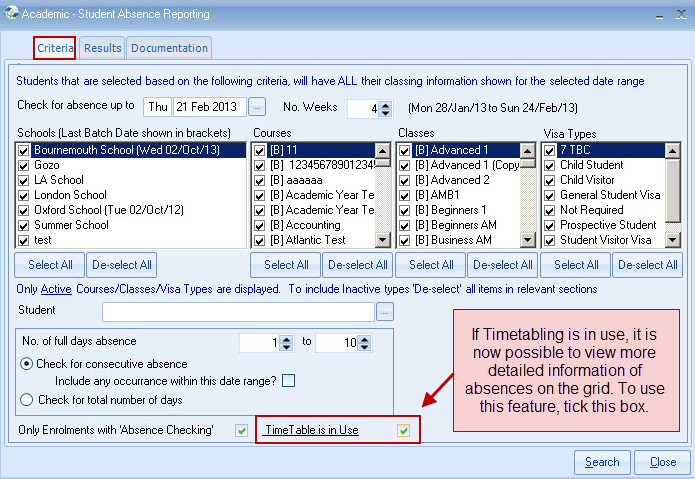 Academic - Student Absence Reporting
Criteria Results Documentation
Students that are selected based on the following criteria, will have ALL their classing information shown for the selected date range
Check for absence up to Thu 21 Feb 2013 ... No. Weeks 4 (Mon 28/Jan/13 to Sun 24/Feb/13)
Schools (Last Batch Date shown in brackets)
Bournemouth School (Wed 02/Oct/13)
Gozo
LA School
London School
Oxford School (Tue 02/Oct/12)
Summer School
test
Select All De-select All
Courses
[B] 11
[B] 12345678901234
[B] aaaaaa
[B] Academic Year Te
[B] Academic Year Te
[B] Accounting
[B] Atlantic Test
Select All De-select All
Classes
[B] Advanced 1
[B] Advanced 1 (Copy
[B] Advanced 2
[B] AMB1
[B] Beginners 1
[B] Beginners AM
[B] Business AM
Select All De-select All
Visa Types
7 TBC
Child Student
Child Visitor
General Student Visa
Not Required
Prospective Student
Student Visitor Visa
Select All De-select All
Only Active Courses/Classes/Visa Types are displayed. To include Inactive types 'De-select' all items in relevant sections
Student ...
No. of full days absence 1 to 10
Check for consecutive absence
Include any occurrance within this date range?
Check for total number of days
Only Enrolments with 'Absence Checking' TimeTable is in Use
If Timetabling is in use, it is
now possible to view more
detailed information of
absences on the grid. To use
this feature, tick this box.
Search Close